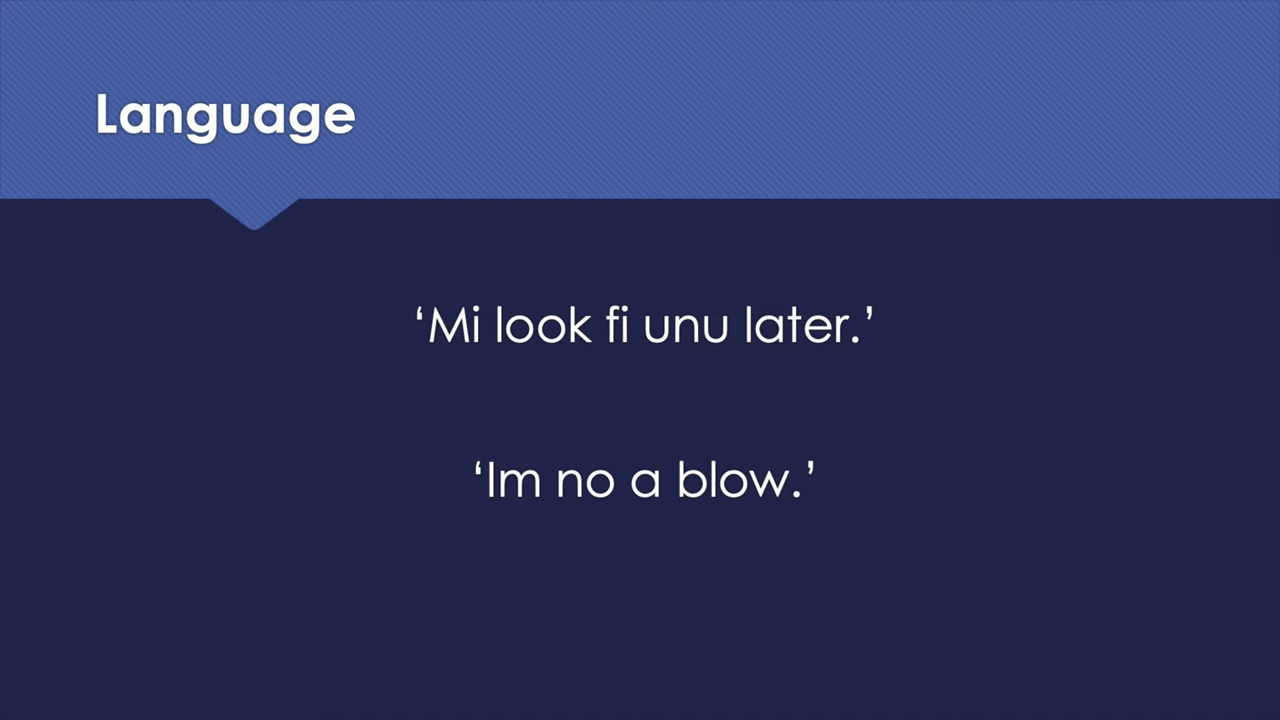 Language
‘Mi look fi unu later.’
‘Im no a blow.’